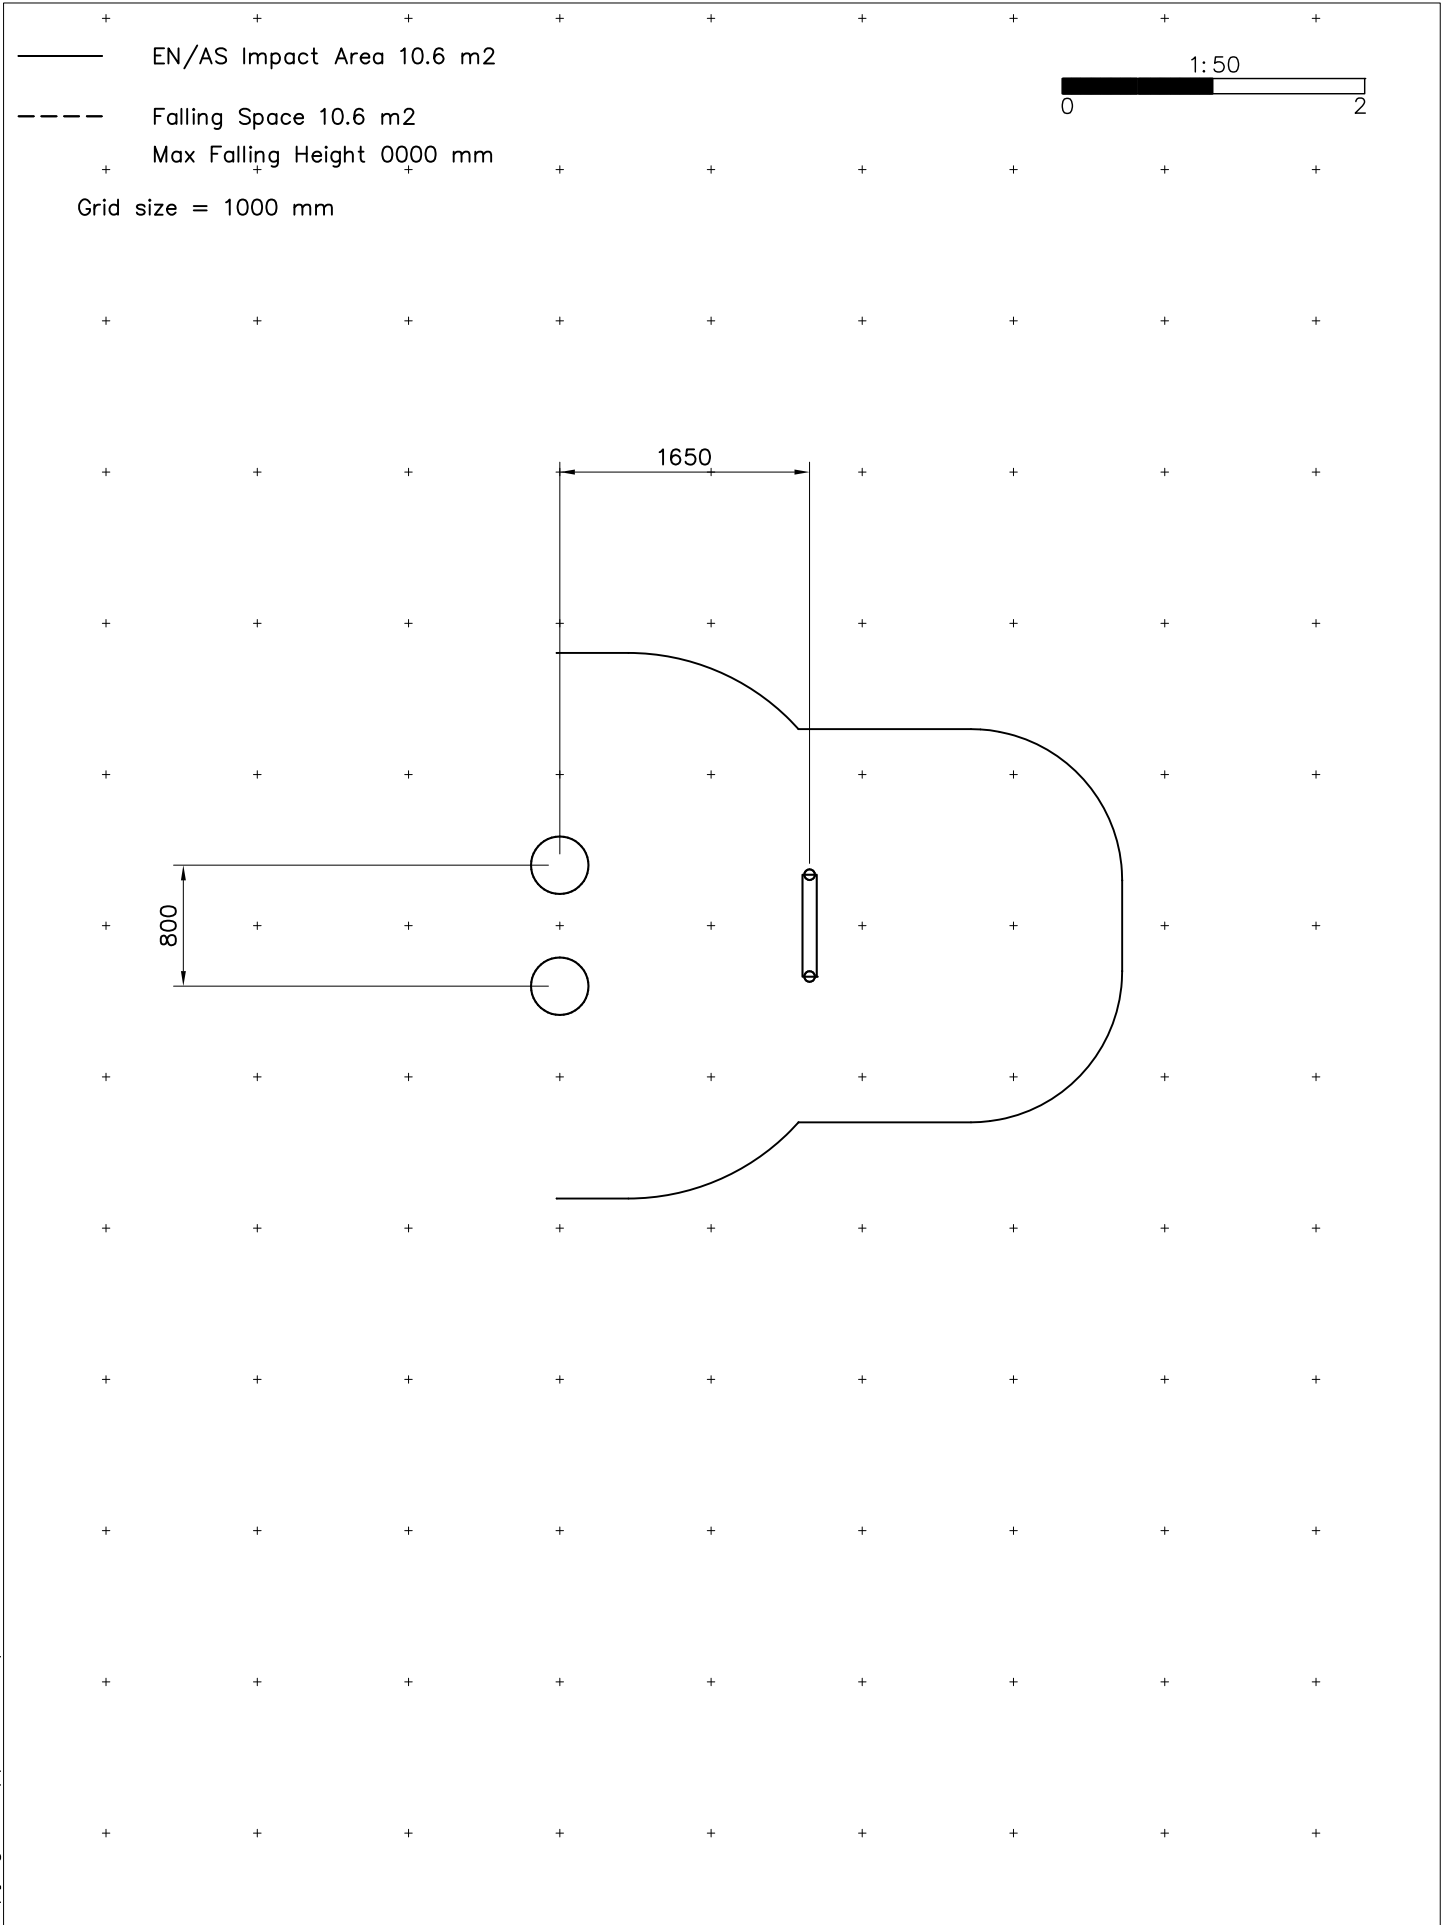 EN/AS Impact Area 10.6 m2
1:50
0 2
Falling Space 10.6 m2
Max Falling Height 0000 mm
Grid size = 1000 mm
1650
800